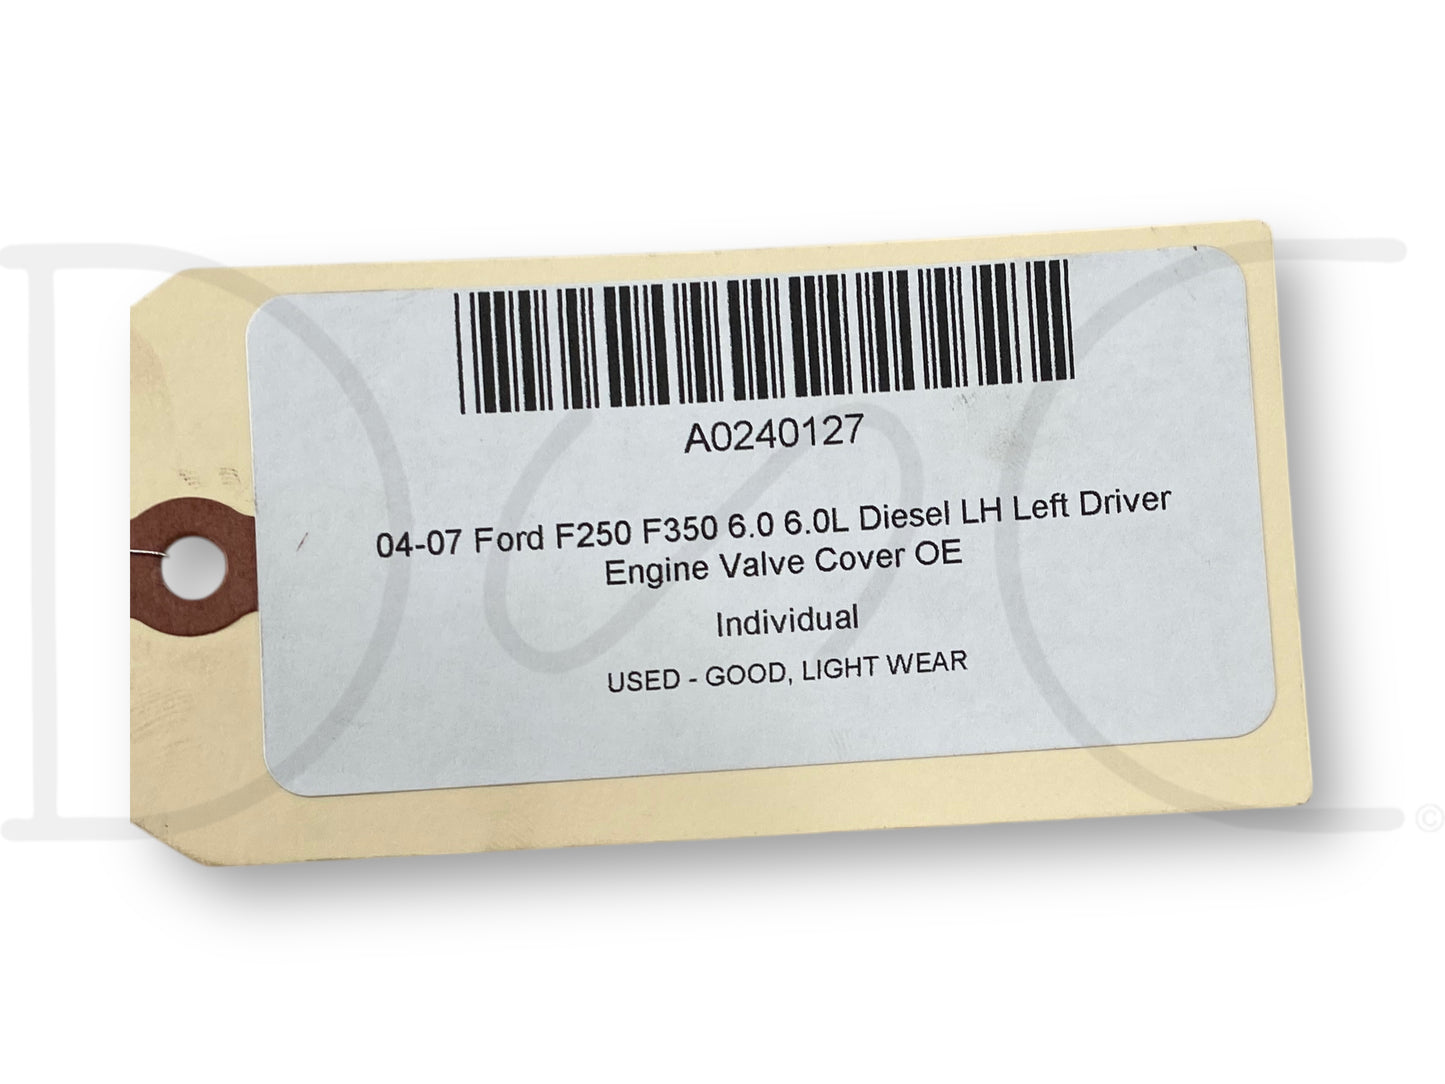 A0240127
04-07 Ford F250 F350 6.0 6.0L Diesel LH Left Driver
Engine Valve Cover OE
Individual
USED - GOOD, LIGHT WEAR
DSC
©